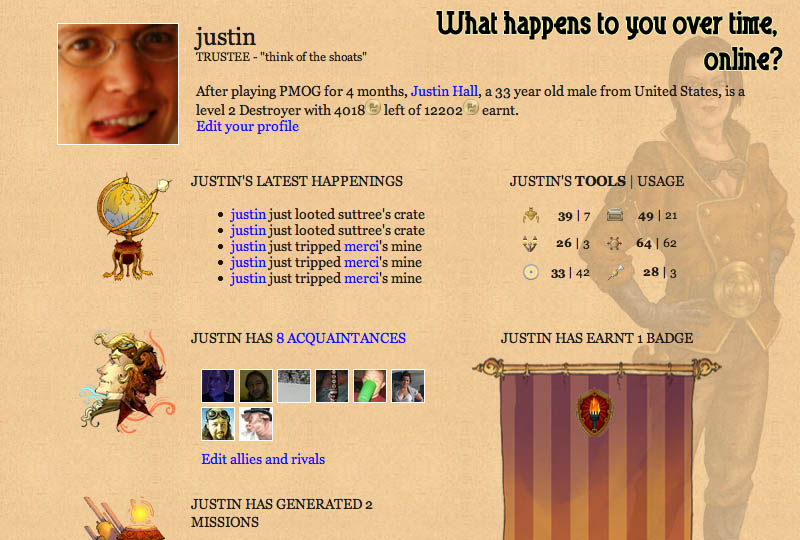 What happens to you over time,
online?
justin
TRUSTEE - "think of the shoats"
After playing PMOG for 4 months, Justin Hall, a 33 year old male from United States, is a
level 2 Destroyer with 4018 left of 12202 earnt.
Edit your profile
JUSTIN'S LATEST HAPPENINGS
justin just looted suttree's crate
justin just looted suttree's crate
justin just tripped merci's mine
justin just tripped merci's mine
justin just tripped merci's mine
JUSTIN'S TOOLS | USAGE
39 | 7 49 | 21
26 | 3 64 | 62
33 | 42 28 | 3
JUSTIN HAS 8 ACQUAINTANCES
Edit allies and rivals
JUSTIN HAS EARNT 1 BADGE
JUSTIN HAS GENERATED 2
MISSIONS